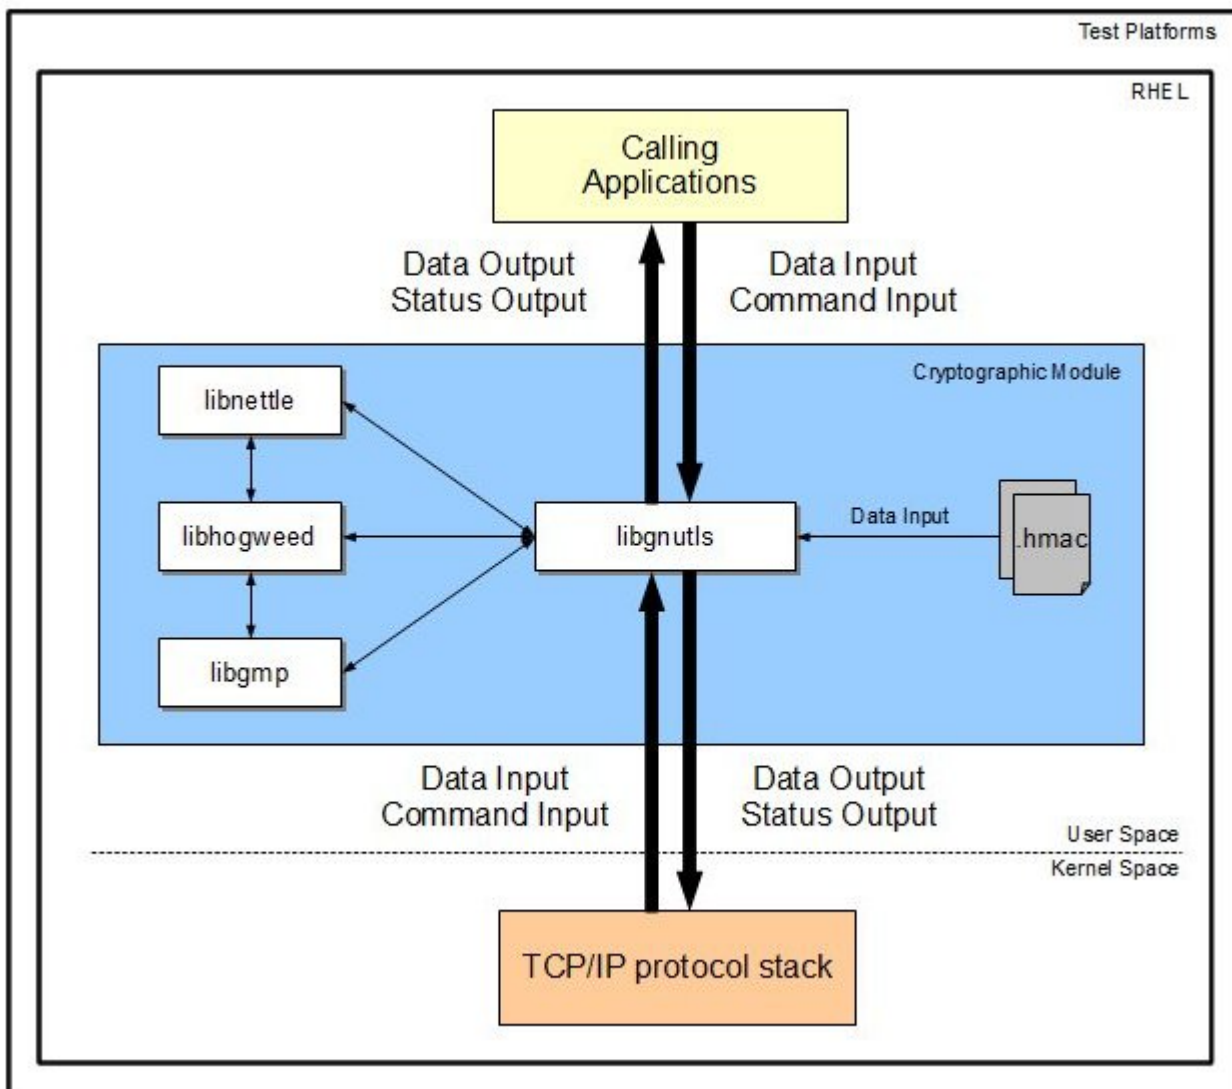 Test Platforms
RHEL
Calling
Applications
Data Output
Status Output
Data Input
Command Input
Cryptographic Module
libnettle
libhogweed
libgnutls
Data Input
.hmac
libgmp
Data Input
Command Input
Data Output
Status Output
User Space
Kernel Space
TCP/IP protocol stack